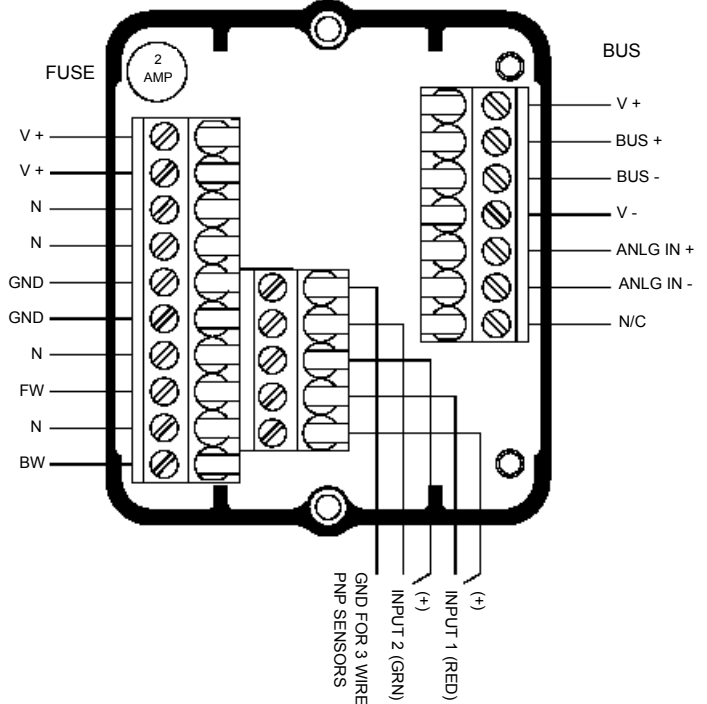 FUSE
2
AMP
BUS
V +
V +
N
N
GND
GND
N
FW
N
BW
V +
BUS +
BUS -
V -
ANLG IN +
ANLG IN -
N/C
GND FOR 3 WIRE
PNP SENSORS
INPUT 2 (GRN)
(+)
INPUT 1 (RED)
(+)